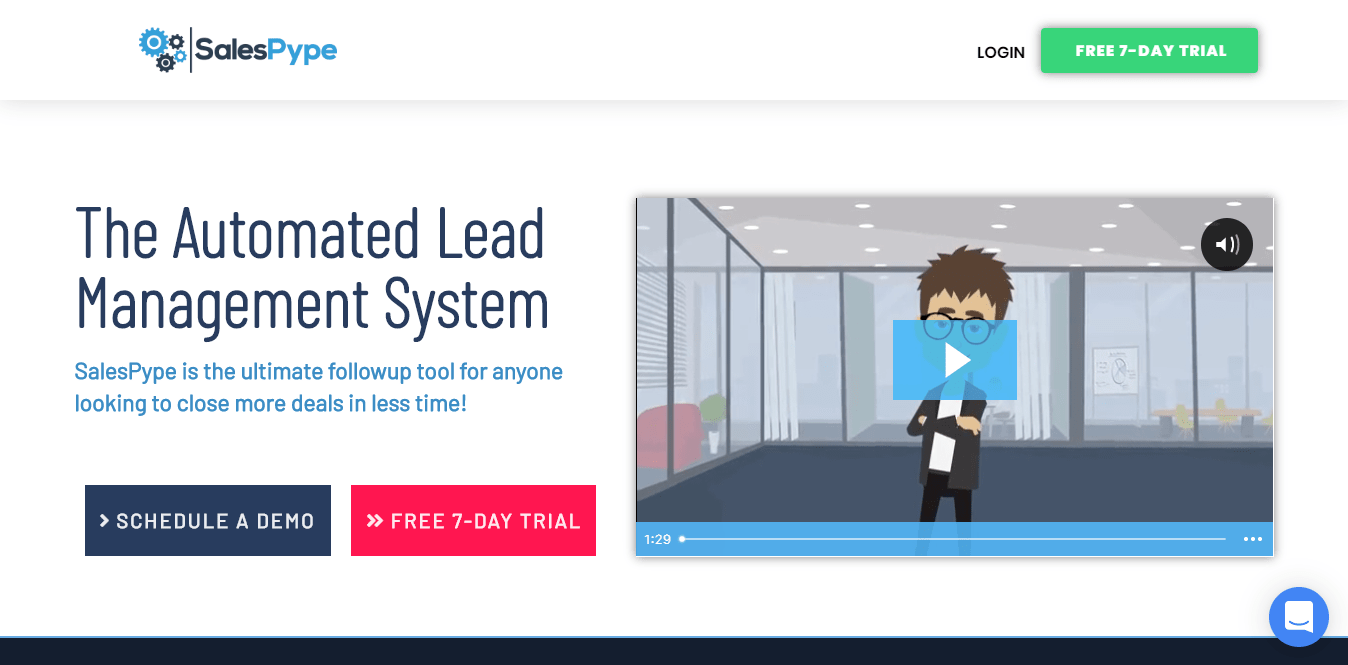 SalesPype
LOGIN
FREE 7-DAY TRIAL
The Automated Lead
Management System
SalesPype is the ultimate followup tool for anyone
looking to close more deals in less time!
SCHEDULE A DEMO
FREE 7-DAY TRIAL
1:29